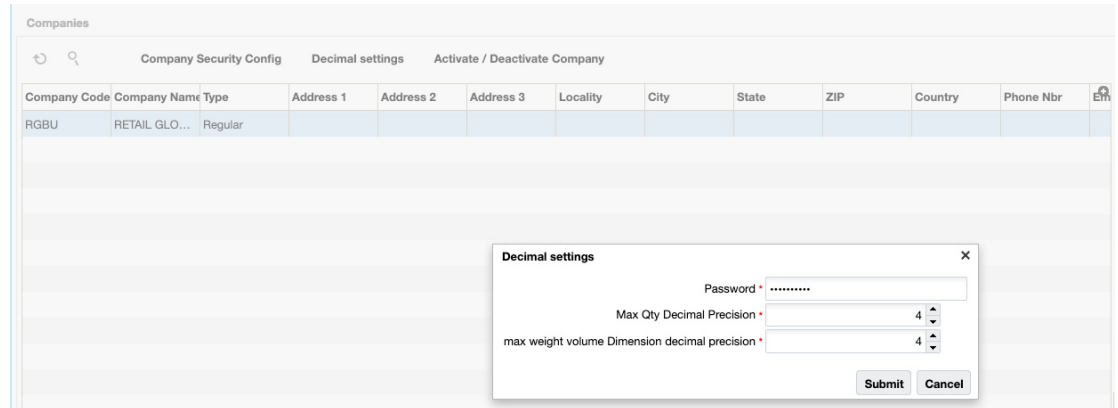 Companies
Company Security Config Decimal settings Activate / Deactivate Company
Company Code Company Name Type Address 1 Address 2 Address 3 Locality City State ZIP Country Phone Nbr Em
RGBU RETAIL GLO... Regular
Decimal settings
Password * ••••••••••
Max Qty Decimal Precision * 4
max weight volume Dimension decimal precision * 4
Submit Cancel